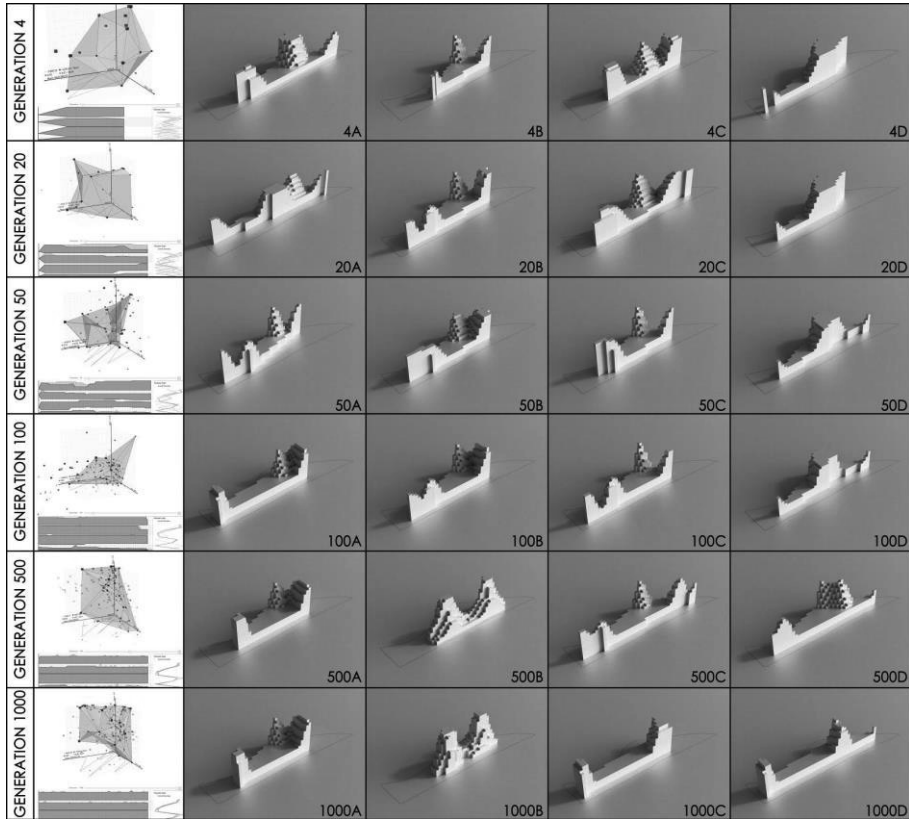 GENERATION 4
4A
4B
4C
4D
GENERATION 20
20A
20B
20C
20D
GENERATION 50
50A
50B
50C
50D
GENERATION 100
100A
100B
100C
100D
GENERATION 500
500A
500B
500C
500D
GENERATION 1000
1000A
1000B
1000C
1000D